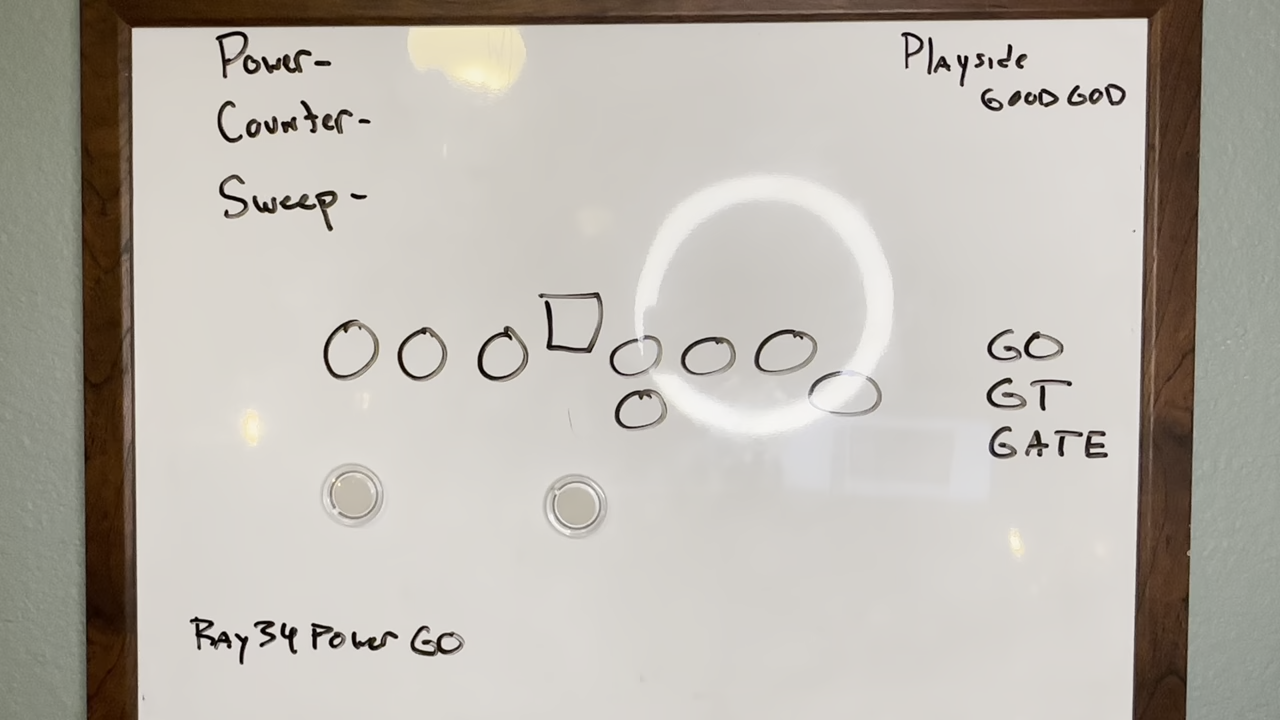 Power-
Counter-
Sweep-
Playside
GOOD GOD
GO
GT
GATE
Ray 34 Power GO